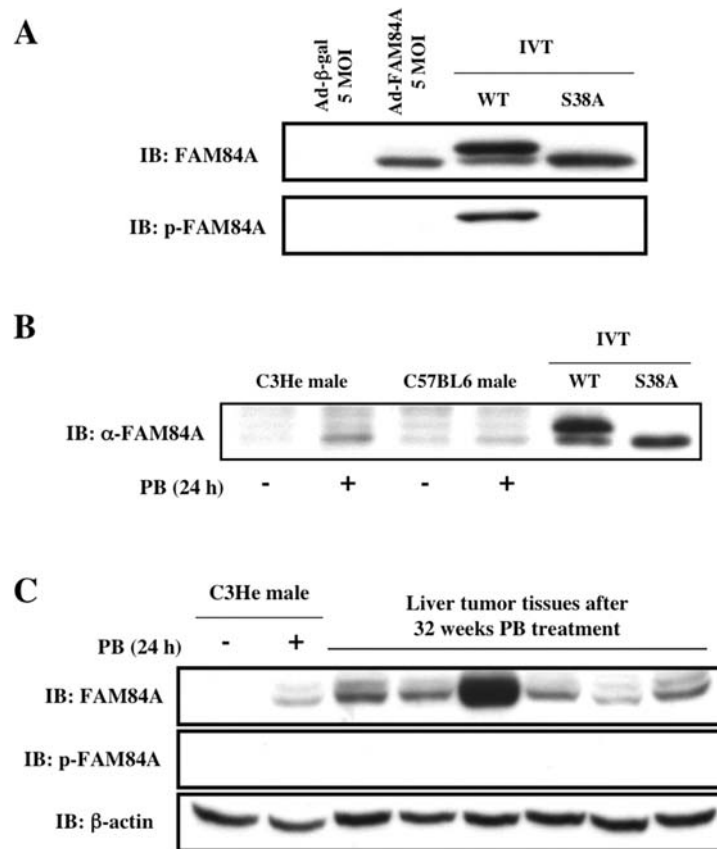 A
Ad-β-gal
5 MOI
Ad-FAM84A
5 MOI
IVT
WT S38A
IB: FAM84A
IB: p-FAM84A
B
IVT
C3He male C57BL6 male WT S38A
IB: α-FAM84A
PB (24 h) - + - +
C
C3He male
Liver tumor tissues after
32 weeks PB treatment
PB (24 h) - +
IB: FAM84A
IB: p-FAM84A
IB: β-actin